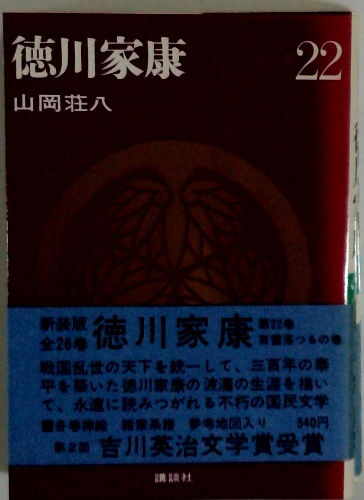 徳川家康 22
山岡荘八
新装版
全26巻
徳川家康
第22巻
百雷落つるの巻
戦国乱世の天下を統一して、三百年の泰
平を築いた徳川家康の波瀾の生涯を描い
て、永遠に読みつがれる不朽の国民文学
各巻挿絵 諸家系譜 参考地図入り 540円
第2回 吉川英治文学賞受賞
講談社